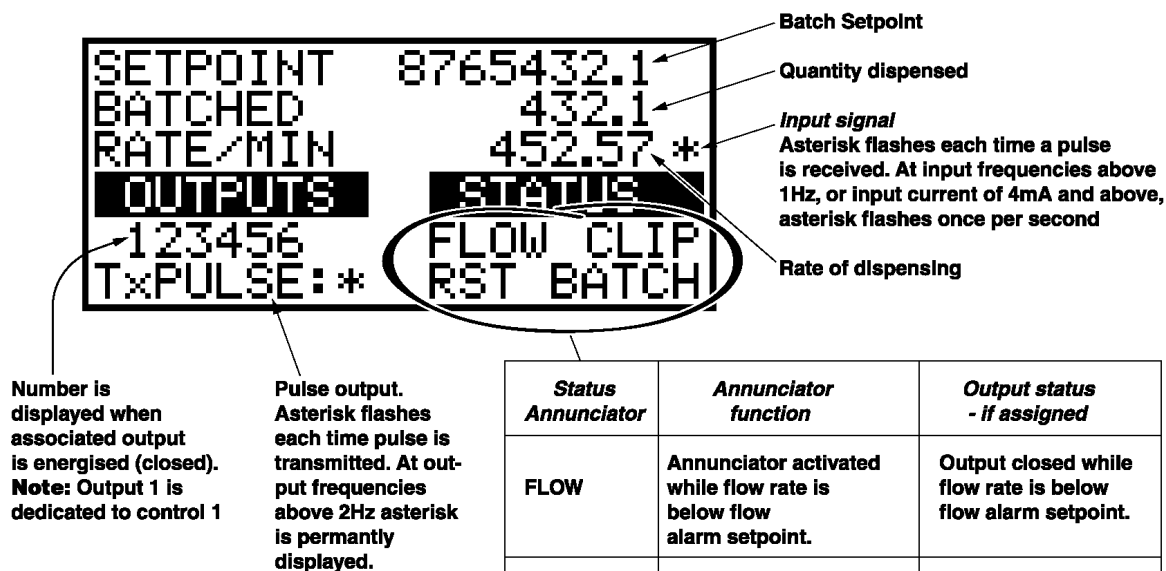 SETPOINT 8765432.1
BATCHED 432.1
RATE/MIN 452.57 *
OUTPUTS STATUS
123456 FLOW CLIP
TxPULSE:* RST BATCH
Batch Setpoint
Quantity dispensed
Input signal
Asterisk flashes each time a pulse
is received. At input frequencies above
1Hz, or input current of 4mA and above,
asterisk flashes once per second
Rate of dispensing
Number is
displayed when
associated output
is energised (closed).
Note: Output 1 is
dedicated to control 1
Pulse output.
Asterisk flashes
each time pulse is
transmitted. At out-
put frequencies
above 2Hz asterisk
is permantly
displayed.
Status
Annunciator
Annunciator
function
Output status
- if assigned
FLOW
Annunciator activated
while flow rate is
below flow
alarm setpoint.
Output closed while
flow rate is below
flow alarm setpoint.